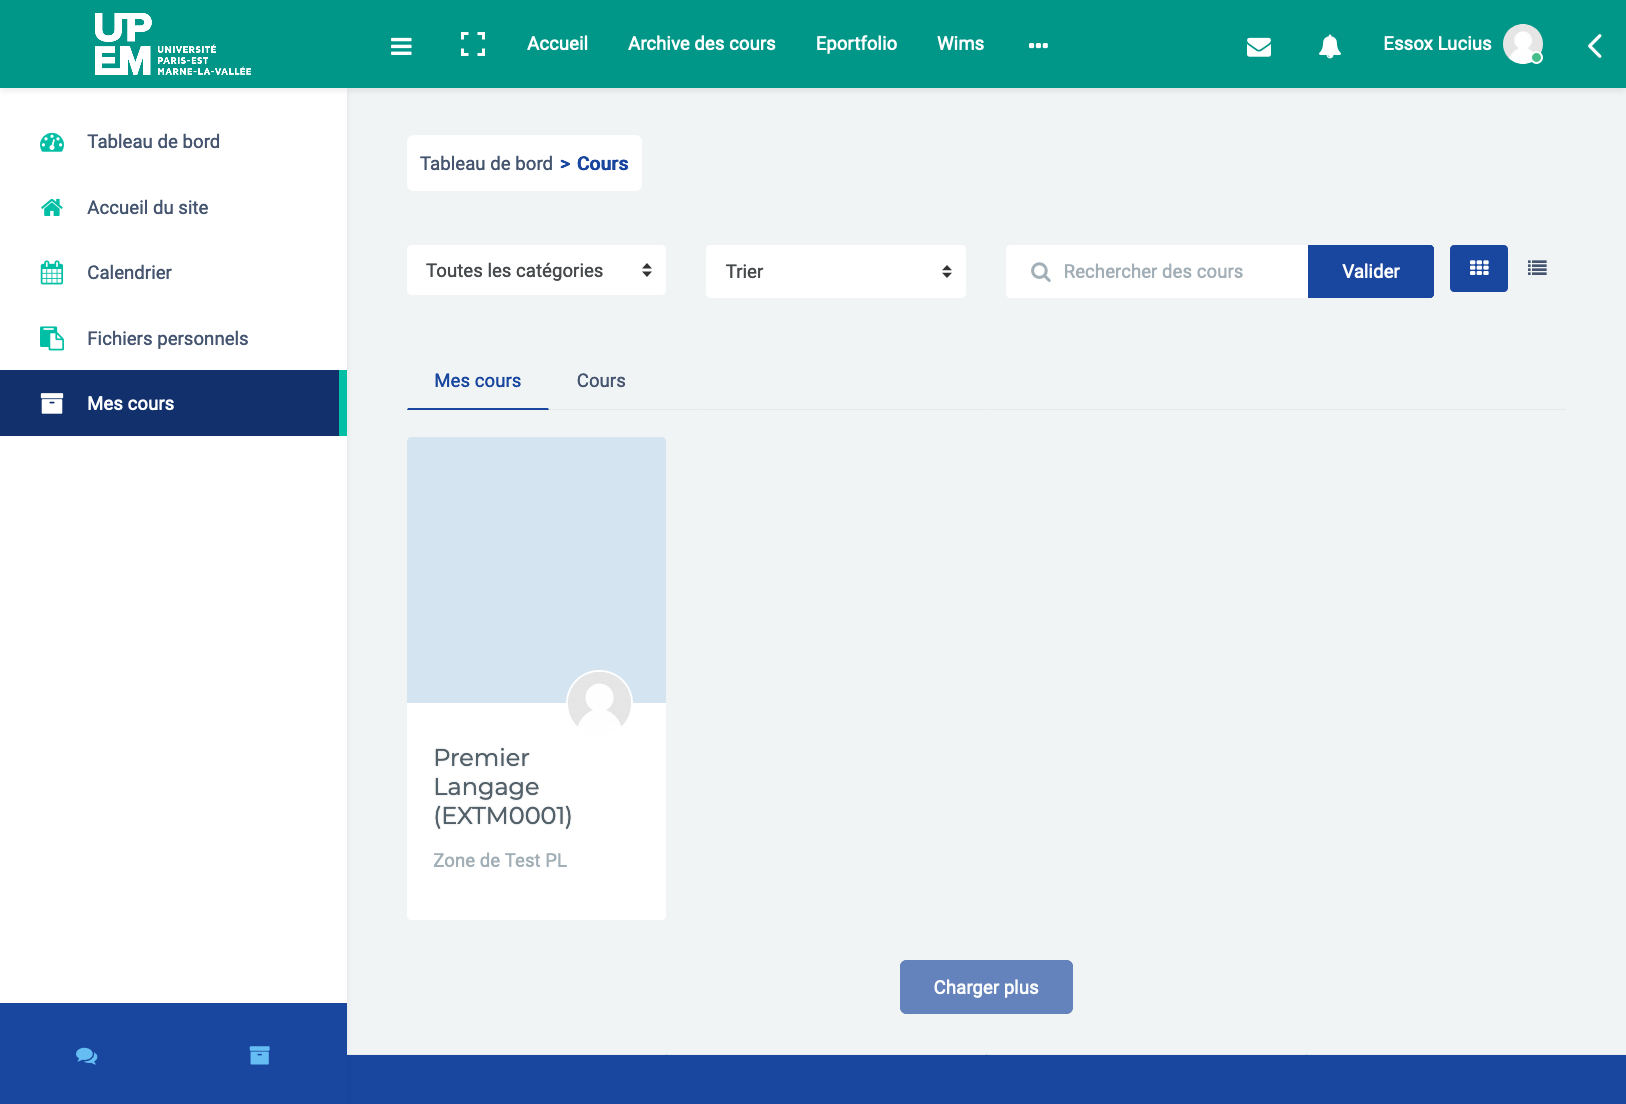 UP
EM UNIVERSITÉ
PARIS-EST
MARNE-LA-VALLÉE
Accueil
Archive des cours
Eportfolio
Wims
Essox Lucius
Tableau de bord
Accueil du site
Calendrier
Fichiers personnels
Mes cours
Tableau de bord > Cours
Toutes les catégories
Trier
Rechercher des cours
Valider
Mes cours
Cours
Premier
Langage
(EXTM0001)
Zone de Test PL
Charger plus